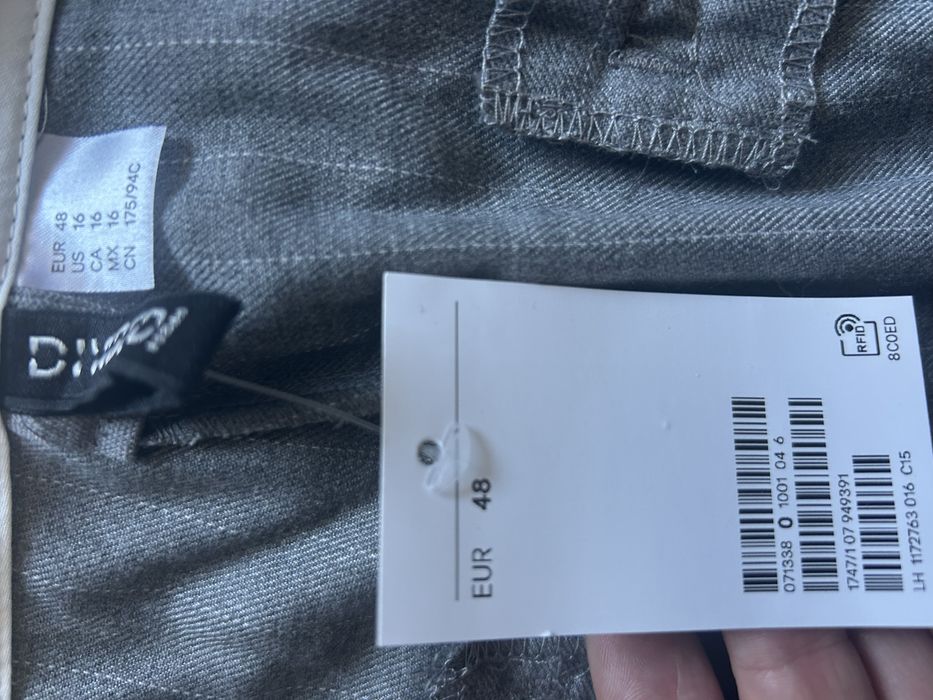 EUR 48
US 16
CA 16
MX 16
CN 175/94C
EUR 48
RFID
8C0ED
071338 0 1001 04 6
1747/1 07 949391
LH 1172763 016 C15